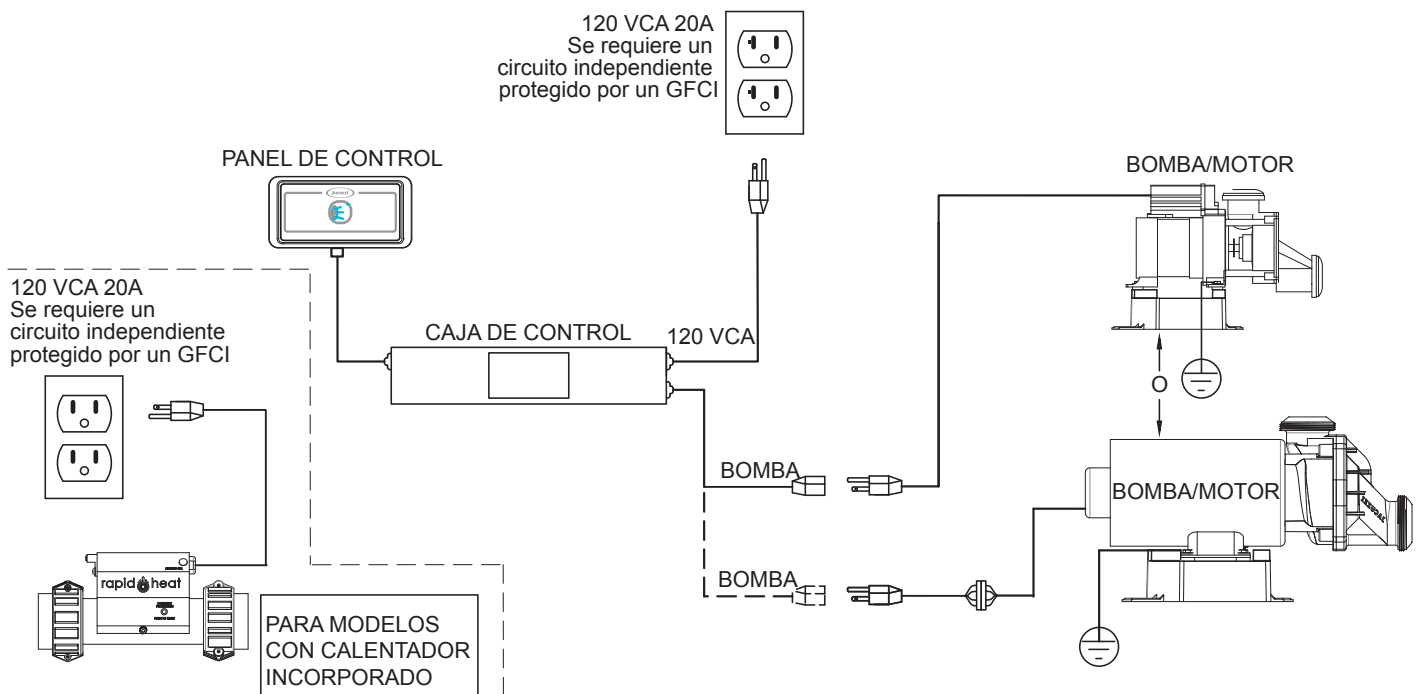 120 VCA 20A
Se requiere un
circuito independiente
protegido por un GFCI
PANEL DE CONTROL
BOMBA/MOTOR
120 VCA 20A
Se requiere un
circuito independiente
protegido por un GFCI
CAJA DE CONTROL
120 VCA
O
BOMBA
BOMBA/MOTOR
BOMBA
rapid heat
PARA MODELOS
CON CALENTADOR
INCORPORADO